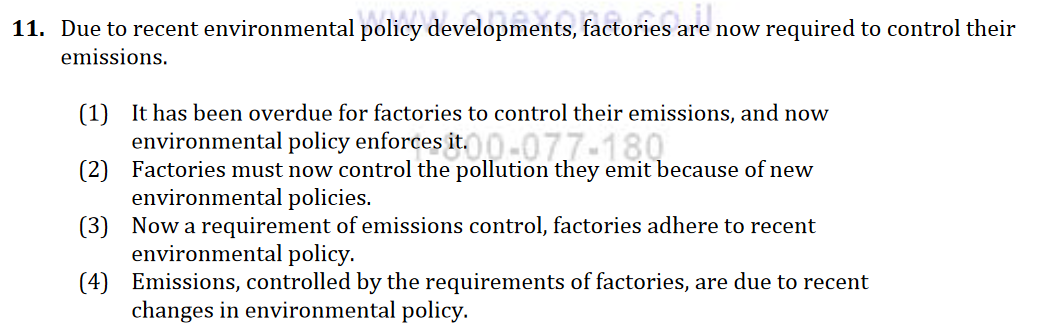 www.onexone.co.il
11. Due to recent environmental policy developments, factories are now required to control their
emissions.
(1) It has been overdue for factories to control their emissions, and now
environmental policy enforces it.
1-800-077-180
(2) Factories must now control the pollution they emit because of new
environmental policies.
(3) Now a requirement of emissions control, factories adhere to recent
environmental policy.
(4) Emissions, controlled by the requirements of factories, are due to recent
changes in environmental policy.